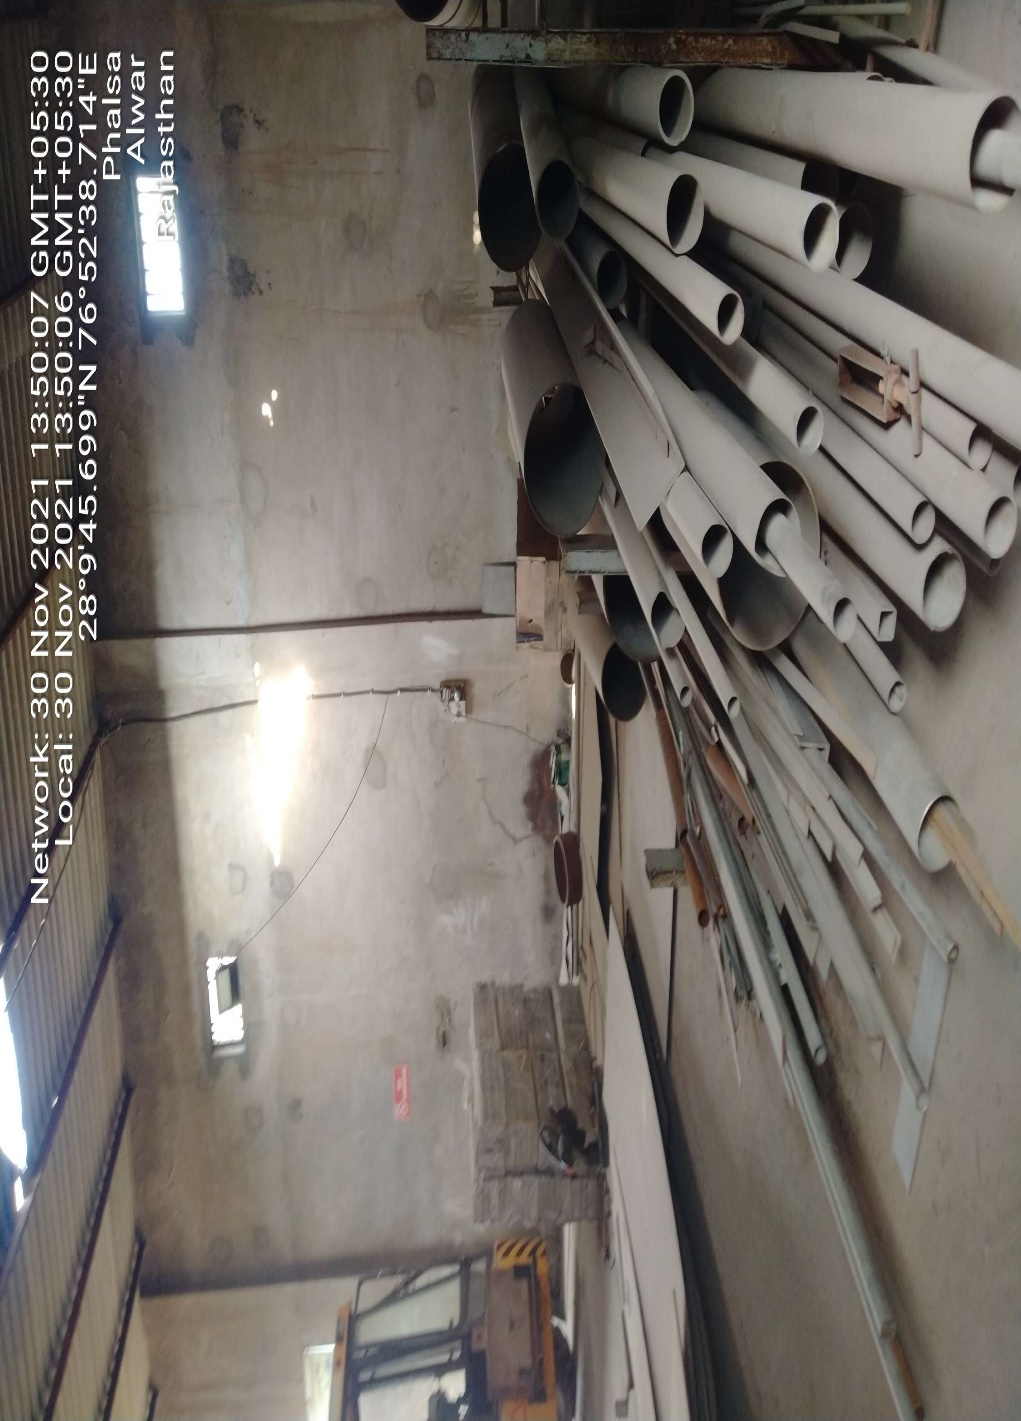 Network: 30 Nov 2021 13:50:07 GMT+05:30
Local: 30 Nov 2021 13:50:06 GMT+05:30
28°9'45.699"N 76°52'38.714"E
Phalsa
Alwar
Rajasthan